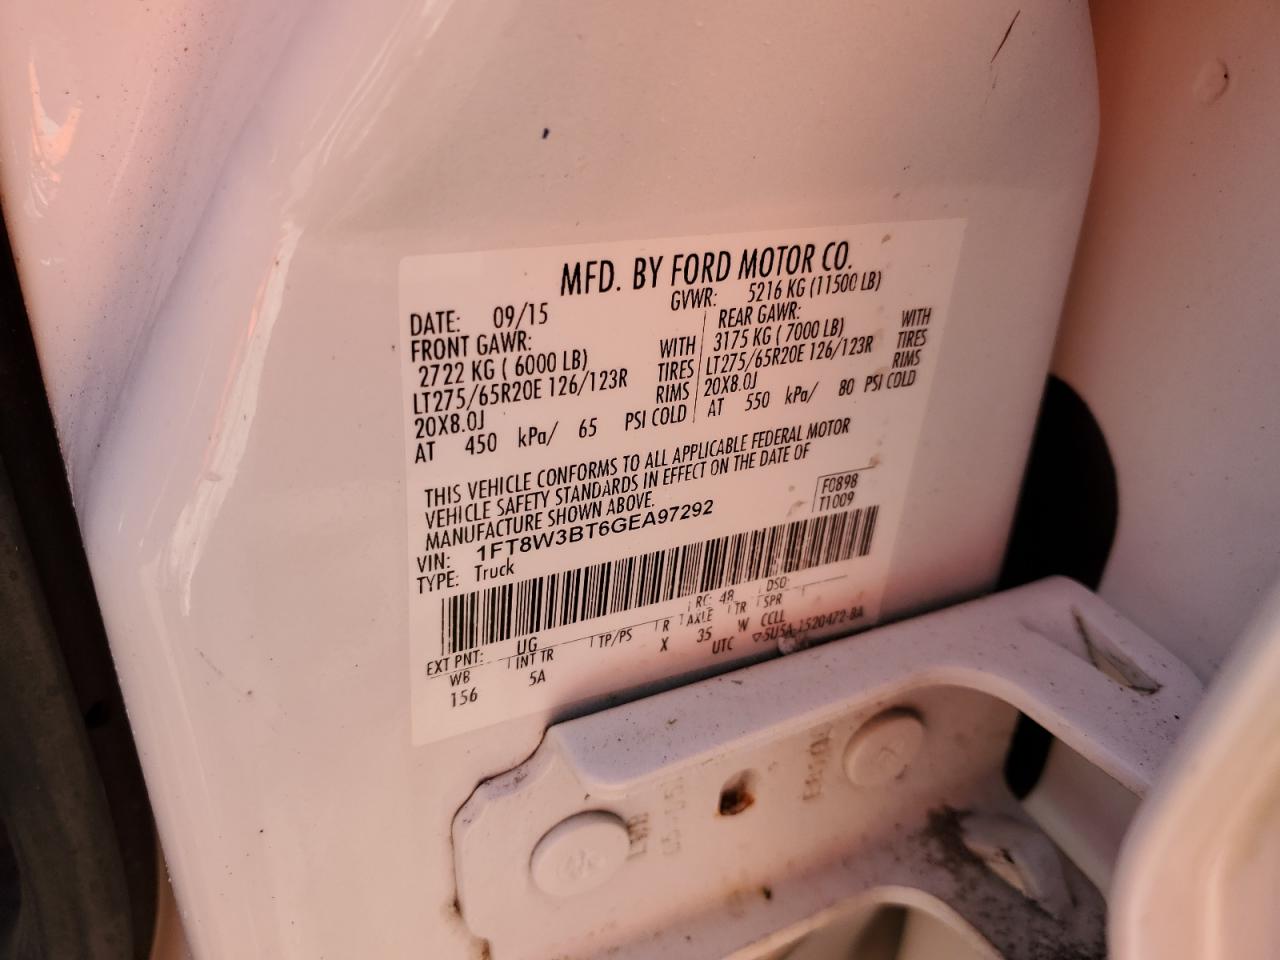 MFD. BY FORD MOTOR CO.
DATE: 09/15 GVWR: 5216 KG (11500 LB)
FRONT GAWR: REAR GAWR:
2722 KG ( 6000 LB) WITH 3175 KG ( 7000 LB) WITH
LT275/65R20E 126/123R TIRES LT275/65R20E 126/123R TIRES
20X8.0J RIMS 20X8.0J RIMS
AT 450 kPa/ 65 PSI COLD AT 550 kPa/ 80 PSI COLD
THIS VEHICLE CONFORMS TO ALL APPLICABLE FEDERAL MOTOR
VEHICLE SAFETY STANDARDS IN EFFECT ON THE DATE OF
MANUFACTURE SHOWN ABOVE.
F0898
T1009
VIN: 1FT8W3BT6GEA97292
TYPE: Truck
EXT PNT: UG RC: 48 DSO:
WB INT TR TP/PS R AXLE TR SPR
156 5A X 35 W CCLL
UTC ▽5U5A-1520472-BA